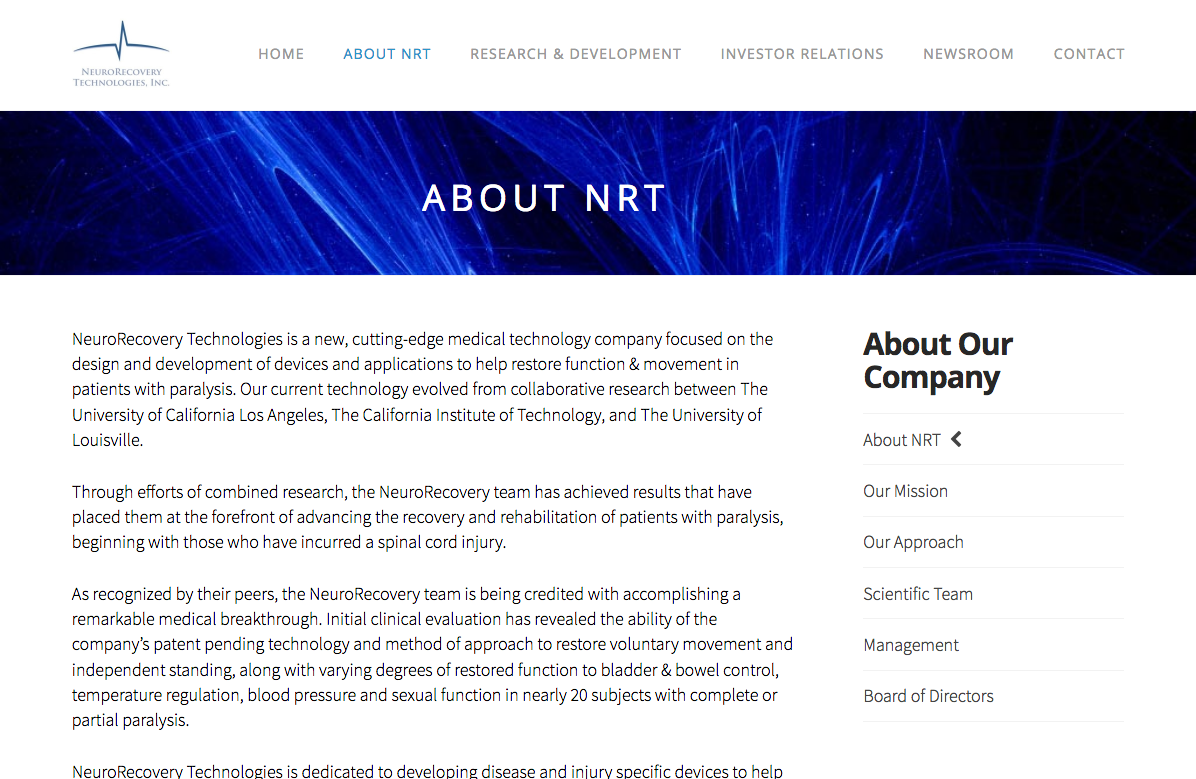 NEURORECOVERY
TECHNOLOGIES, INC.
HOME
ABOUT NRT
RESEARCH & DEVELOPMENT
INVESTOR RELATIONS
NEWSROOM
CONTACT
ABOUT NRT
NeuroRecovery Technologies is a new, cutting-edge medical technology company focused on the
design and development of devices and applications to help restore function & movement in
patients with paralysis. Our current technology evolved from collaborative research between The
University of California Los Angeles, The California Institute of Technology, and The University of
Louisville.
Through efforts of combined research, the NeuroRecovery team has achieved results that have
placed them at the forefront of advancing the recovery and rehabilitation of patients with paralysis,
beginning with those who have incurred a spinal cord injury.
As recognized by their peers, the NeuroRecovery team is being credited with accomplishing a
remarkable medical breakthrough. Initial clinical evaluation has revealed the ability of the
company’s patent pending technology and method of approach to restore voluntary movement and
independent standing, along with varying degrees of restored function to bladder & bowel control,
temperature regulation, blood pressure and sexual function in nearly 20 subjects with complete or
partial paralysis.
NeuroRecovery Technologies is dedicated to developing disease and injury specific devices to help
About Our
Company
About NRT
Our Mission
Our Approach
Scientific Team
Management
Board of Directors